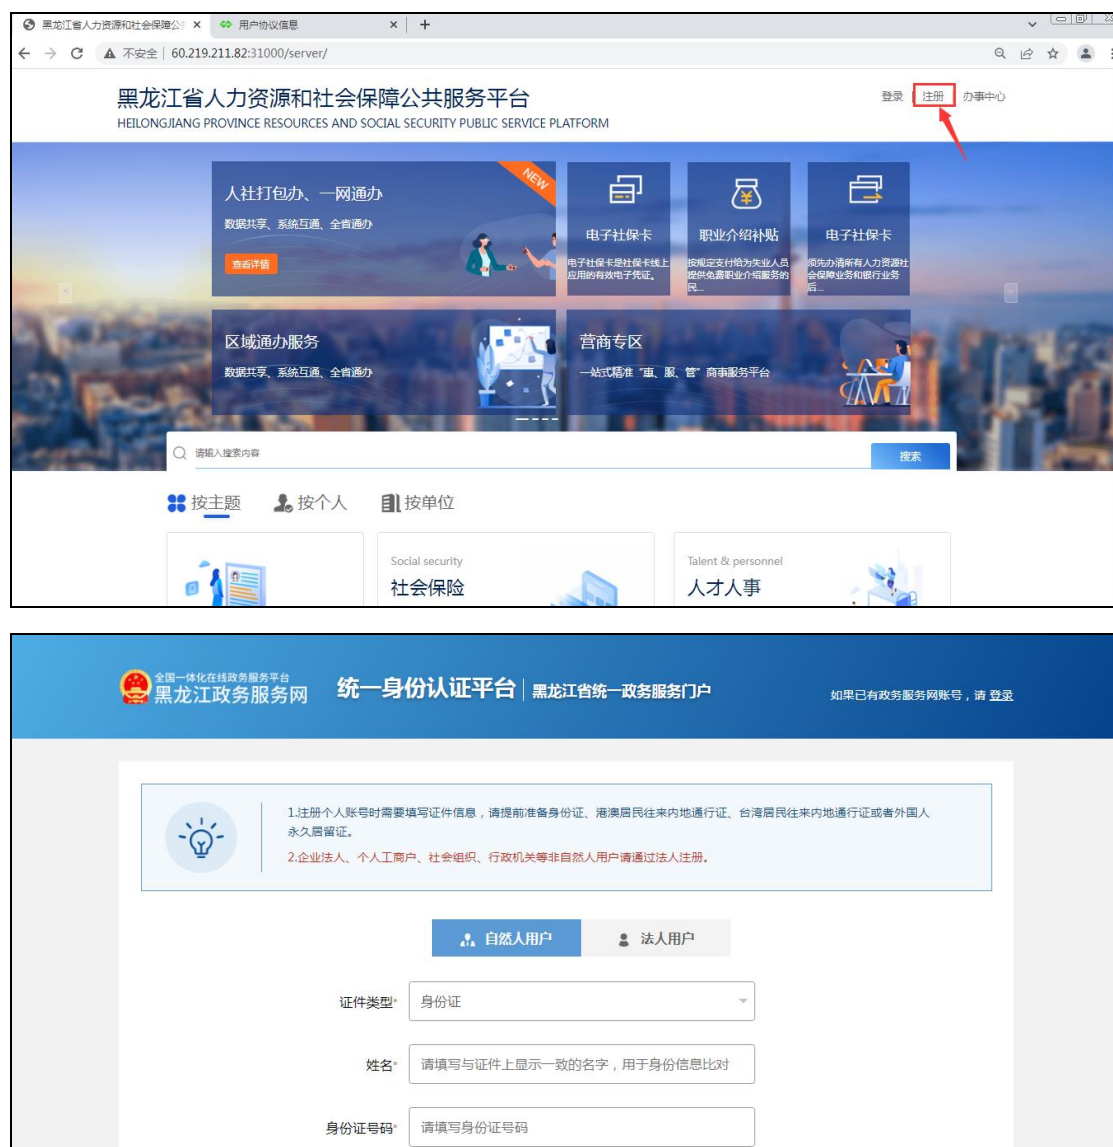 黑龙江省人力资源和社会保障公共
用户协议信息
不安全 | 60.219.211.82:31000/server/
黑龙江省人力资源和社会保障公共服务平台
登录 注册 办事中心
HEILONGJIANG PROVINCE RESOURCES AND SOCIAL SECURITY PUBLIC SERVICE PLATFORM
人社打包办、一网通办
NEW
数据共享、系统互通、全省通办
查看详情
电子社保卡
电子社保卡是社保卡线上
应用的有效电子凭证。
职业介绍补贴
按规定支付给为失业人员
提供免费职业介绍服务的
民...
电子社保卡
须先办清所有人力资源社
会保障业务和银行业务
后...
区域通办服务
数据共享、系统互通、全省通办
营商专区
一站式精准“重、服、管”商事服务平台
请输入搜索内容
搜索
按主题 按个人 按单位
Social security
社会保险
Talent & personnel
人才人事
全国一体化在线政务服务平台
黑龙江政务服务网
统一身份认证平台 | 黑龙江省统一政务服务门户
如果已有政务服务网账号，请 登录
1.注册个人账号时需要填写证件信息，请提前准备身份证、港澳居民往来内地通行证、台湾居民往来内地通行证或者外国人
永久居留证。
2.企业法人、个人工商户、社会组织、行政机关等非自然人用户请通过法人注册。
自然人用户 法人用户
证件类型* 身份证
姓名* 请填写与证件上显示一致的名字，用于身份信息比对
身份证号码* 请填写身份证号码